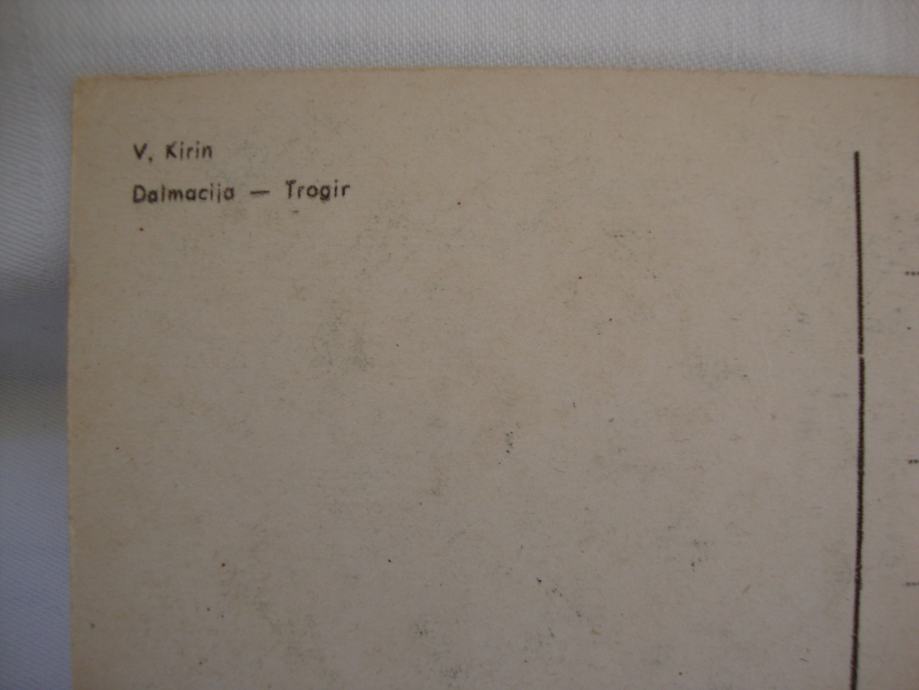 V. Kirin
Dalmacija — Trogir